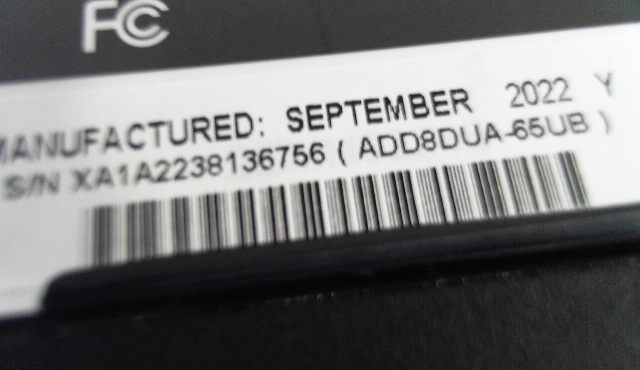 FC
MANUFACTURED: SEPTEMBER 2022 Y
S/N XA1A2238136756 ( ADD8DUA-65UB )